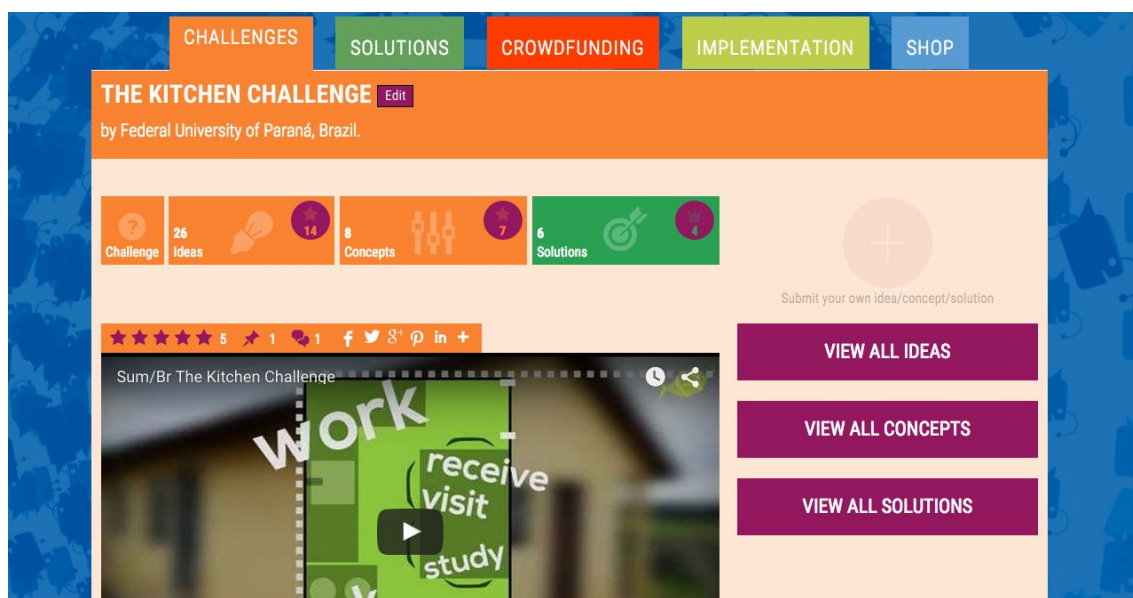 CHALLENGES
SOLUTIONS
CROWDFUNDING
IMPLEMENTATION
SHOP
THE KITCHEN CHALLENGE Edit
by Federal University of Paraná, Brazil.
?
Challenge
26
Ideas
14
8
Concepts
7
6
Solutions
4
Submit your own idea/concept/solution
5 1 1 f g+ p in +
VIEW ALL IDEAS
Sum/Br The Kitchen Challenge
work
receive
visit
study
VIEW ALL CONCEPTS
VIEW ALL SOLUTIONS